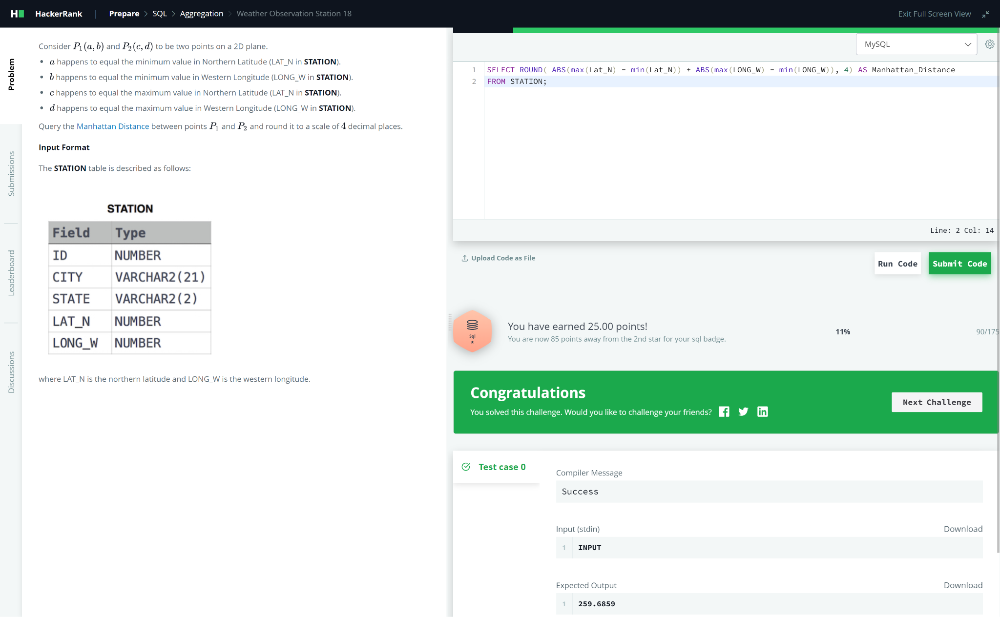 HackerRank | Prepare > SQL > Aggregation > Weather Observation Station 18
Exit Full Screen View
Problem
Submissions
Leaderboard
Discussions
Consider P1(a, b) and P2(c, d) to be two points on a 2D plane.
• a happens to equal the minimum value in Northern Latitude (LAT_N in STATION).
• b happens to equal the minimum value in Western Longitude (LONG_W in STATION).
• c happens to equal the maximum value in Northern Latitude (LAT_N in STATION).
• d happens to equal the maximum value in Western Longitude (LONG_W in STATION).
Query the Manhattan Distance between points P1 and P2 and round it to a scale of 4 decimal places.
Input Format
The STATION table is described as follows:
STATION
Field Type
ID NUMBER
CITY VARCHAR2(21)
STATE VARCHAR2(2)
LAT_N NUMBER
LONG_W NUMBER
where LAT_N is the northern latitude and LONG_W is the western longitude.
MySQL
1 SELECT ROUND( ABS(max(Lat_N) - min(Lat_N)) + ABS(max(LONG_W) - min(LONG_W)), 4) AS Manhattan_Distance
2 FROM STATION;
Line: 2 Col: 14
Upload Code as File
Run Code
Submit Code
Sql
You have earned 25.00 points!
You are now 85 points away from the 2nd star for your sql badge.
11%
90/175
Congratulations
You solved this challenge. Would you like to challenge your friends?
Next Challenge
Test case 0
Compiler Message
Success
Input (stdin)
Download
1 INPUT
Expected Output
Download
1 259.6859